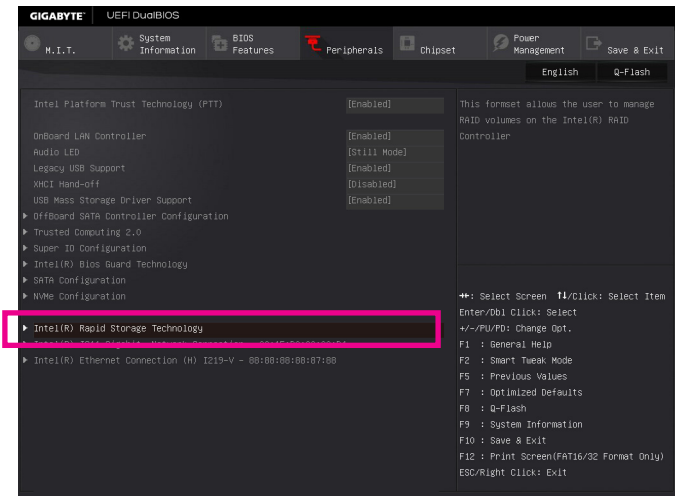 GIGABYTE™ UEFI DualBIOS
M.I.T. System Information BIOS Features Peripherals Chipset Power Management Save & Exit
English Q-Flash
Intel Platform Trust Technology (PTT) [Enabled]
OnBoard LAN Controller [Enabled]
Audio LED [Still Mode]
Legacy USB Support [Enabled]
XHCI Hand-off [Disabled]
USB Mass Storage Driver Support [Enabled]
OffBoard SATA Controller Configuration
Trusted Computing 2.0
Super IO Configuration
Intel(R) Bios Guard Technology
SATA Configuration
NVMe Configuration
Intel(R) Rapid Storage Technology
Intel(R) Ethernet Connection (H) I219-V - 88:88:88:88:87:88
This formset allows the user to manage
RAID volumes on the Intel(R) RAID
Controller
↔: Select Screen ↑↓/Click: Select Item
Enter/Dbl Click: Select
+/-/PU/PD: Change Opt.
F1 : General Help
F2 : Smart Tweak Mode
F5 : Previous Values
F7 : Optimized Defaults
F8 : Q-Flash
F9 : System Information
F10 : Save & Exit
F12 : Print Screen(FAT16/32 Format Only)
ESC/Right Click: Exit